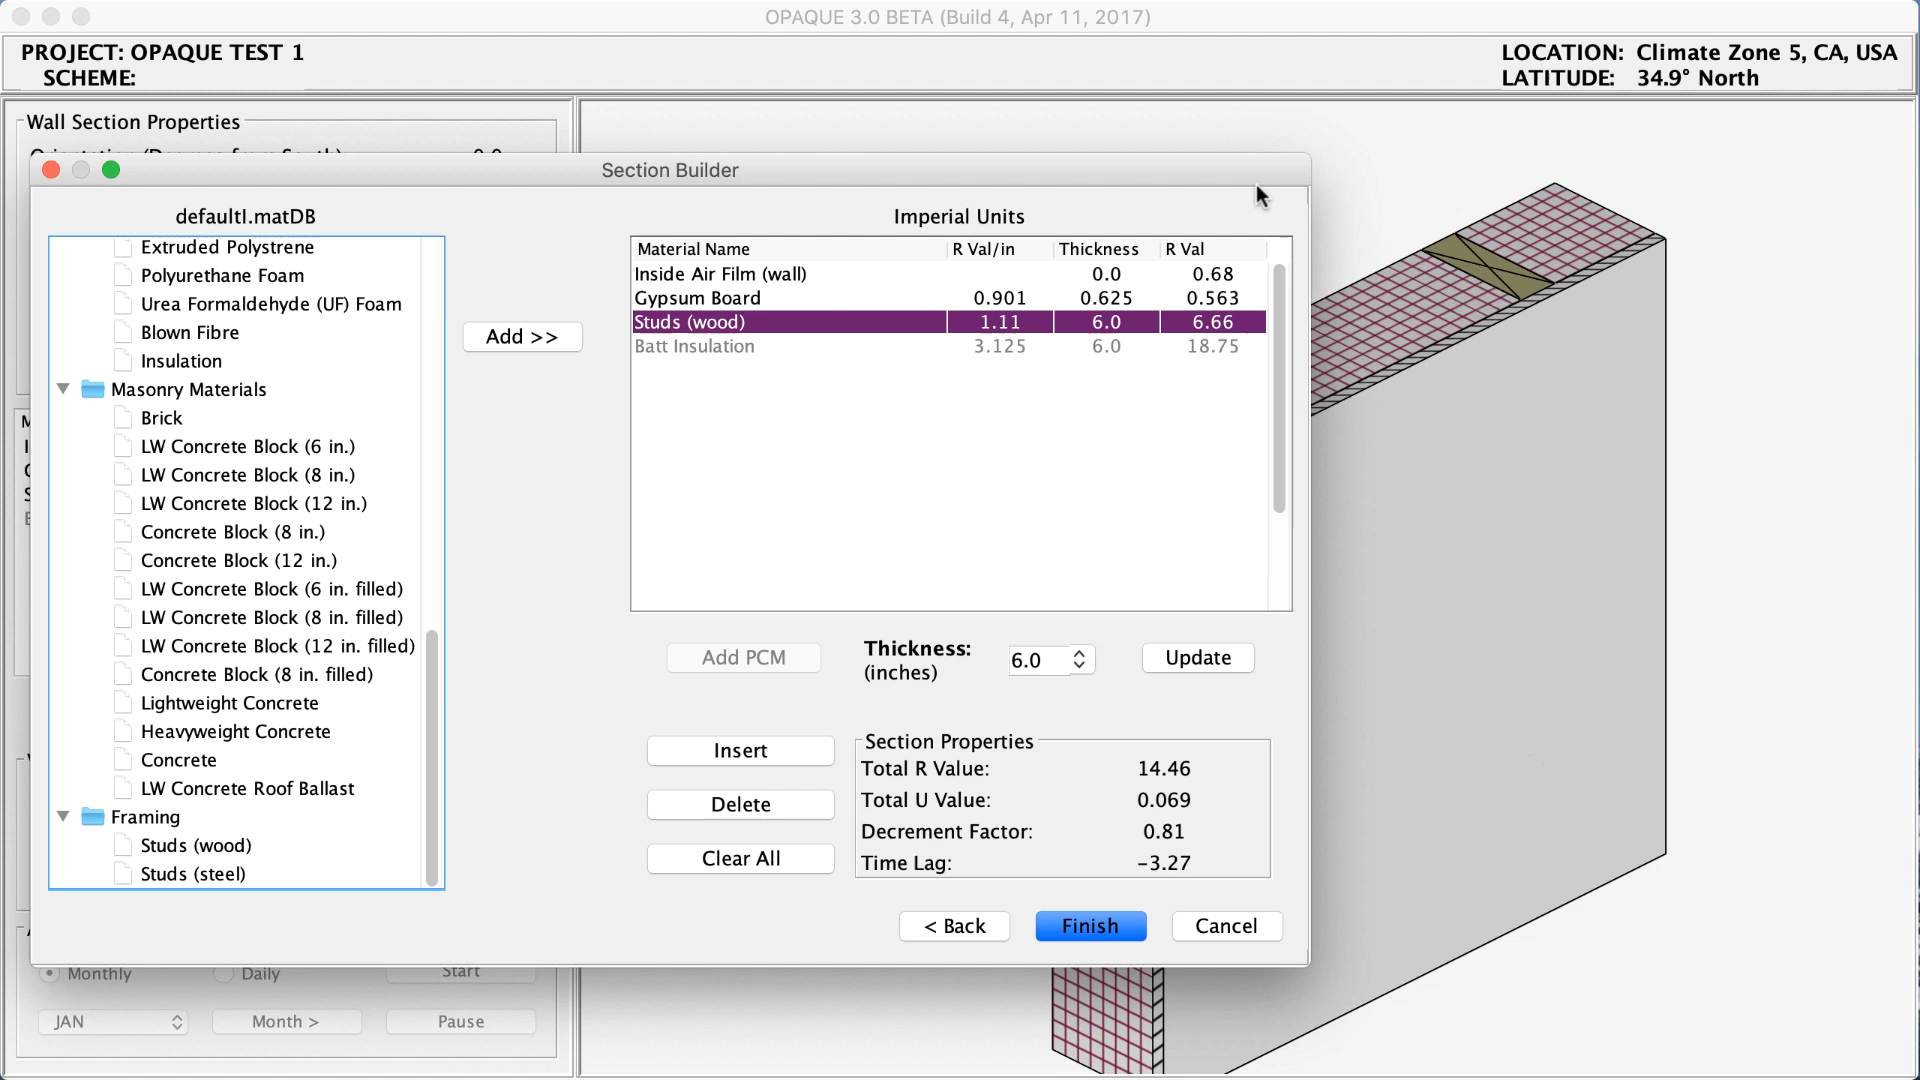 OPAQUE 3.0 BETA (Build 4, Apr 11, 2017)
PROJECT: OPAQUE TEST 1
SCHEME:
LOCATION: Climate Zone 5, CA, USA
LATITUDE: 34.9° North
Wall Section Properties
Section Builder
defaultI.matDB
Extruded Polystrene
Polyurethane Foam
Urea Formaldehyde (UF) Foam
Blown Fibre
Insulation
Masonry Materials
Brick
LW Concrete Block (6 in.)
LW Concrete Block (8 in.)
LW Concrete Block (12 in.)
Concrete Block (8 in.)
Concrete Block (12 in.)
LW Concrete Block (6 in. filled)
LW Concrete Block (8 in. filled)
LW Concrete Block (12 in. filled)
Concrete Block (8 in. filled)
Lightweight Concrete
Heavyweight Concrete
Concrete
LW Concrete Roof Ballast
Framing
Studs (wood)
Studs (steel)
Add >>
Imperial Units
Material Name R Val/in Thickness R Val
Inside Air Film (wall) 0.0 0.68
Gypsum Board 0.901 0.625 0.563
Studs (wood) 1.11 6.0 6.66
Batt Insulation 3.125 6.0 18.75
Add PCM
Thickness:
(inches)
6.0
Update
Insert
Delete
Clear All
Section Properties
Total R Value: 14.46
Total U Value: 0.069
Decrement Factor: 0.81
Time Lag: -3.27
< Back
Finish
Cancel
Monthly
Daily
Start
JAN
Month >
Pause